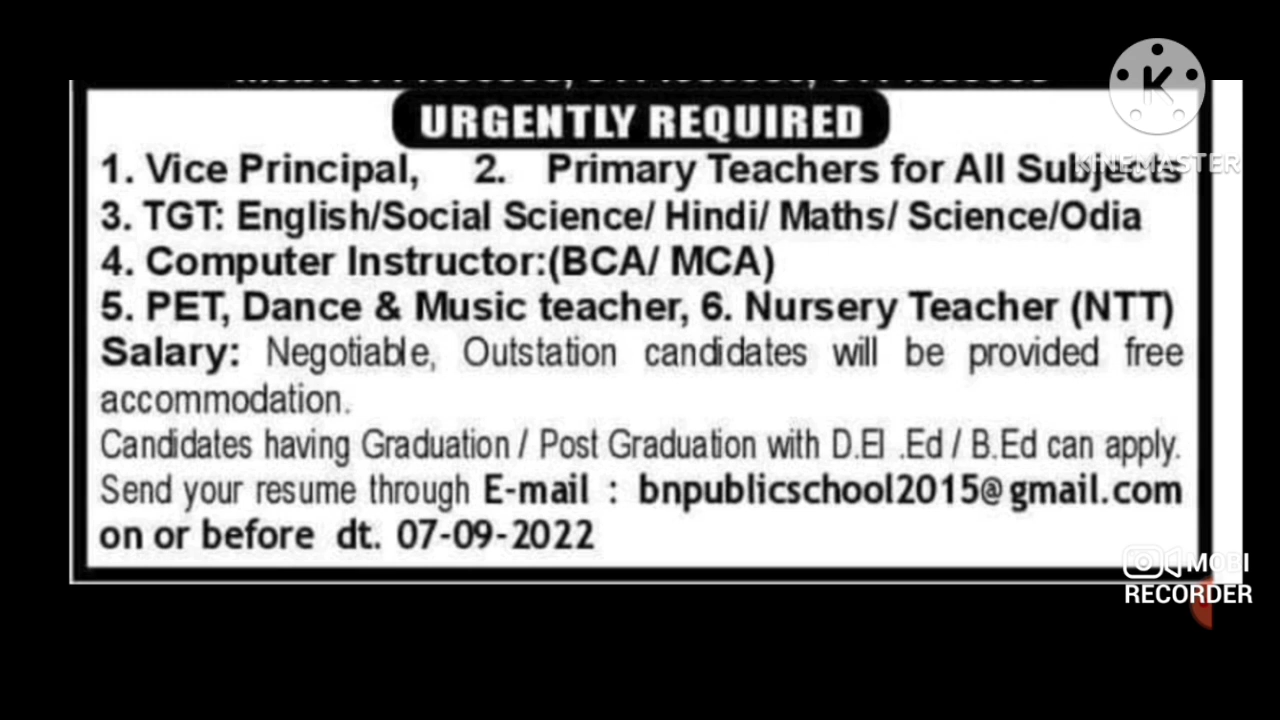 URGENTLY REQUIRED
1. Vice Principal, 2. Primary Teachers for All Subjects
3. TGT: English/Social Science/ Hindi/ Maths/ Science/Odia
4. Computer Instructor:(BCA/ MCA)
5. PET, Dance & Music teacher, 6. Nursery Teacher (NTT)
Salary: Negotiable, Outstation candidates will be provided free
accommodation.
Candidates having Graduation / Post Graduation with D.El .Ed / B.Ed can apply.
Send your resume through E-mail : bnpublicschool2015@gmail.com
on or before dt. 07-09-2022
K
KINEMASTER
MOBI
RECORDER